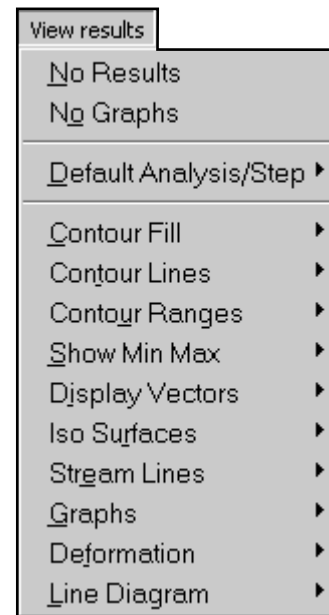 View results
No Results
No Graphs
Default Analysis/Step
Contour Fill
Contour Lines
Contour Ranges
Show Min Max
Display Vectors
Iso Surfaces
Stream Lines
Graphs
Deformation
Line Diagram